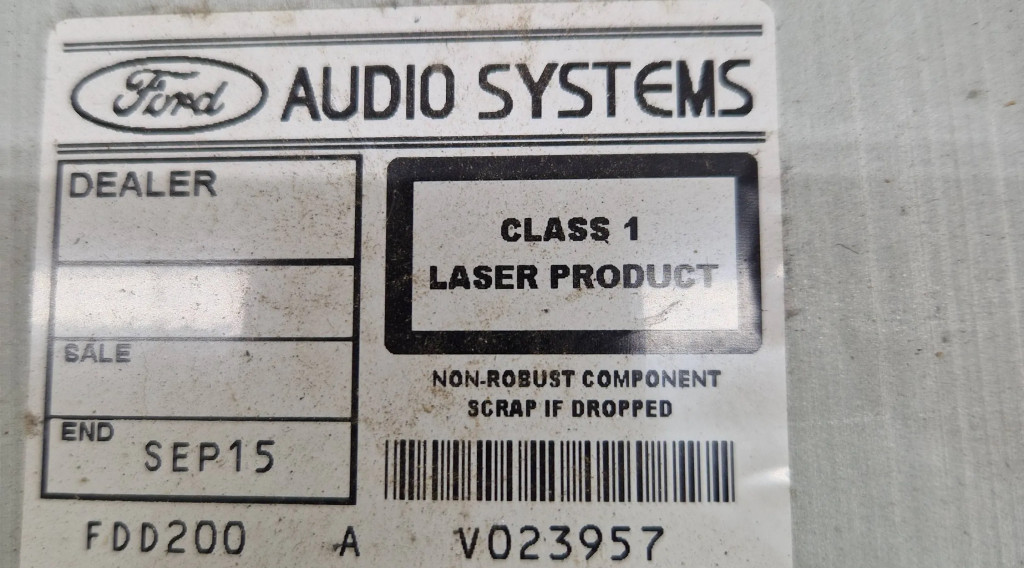 Ford AUDIO SYSTEMS
DEALER
CLASS 1
LASER PRODUCT
SALE
NON-ROBUST COMPONENT
SCRAP IF DROPPED
END
SEP15
FDD200 A V023957